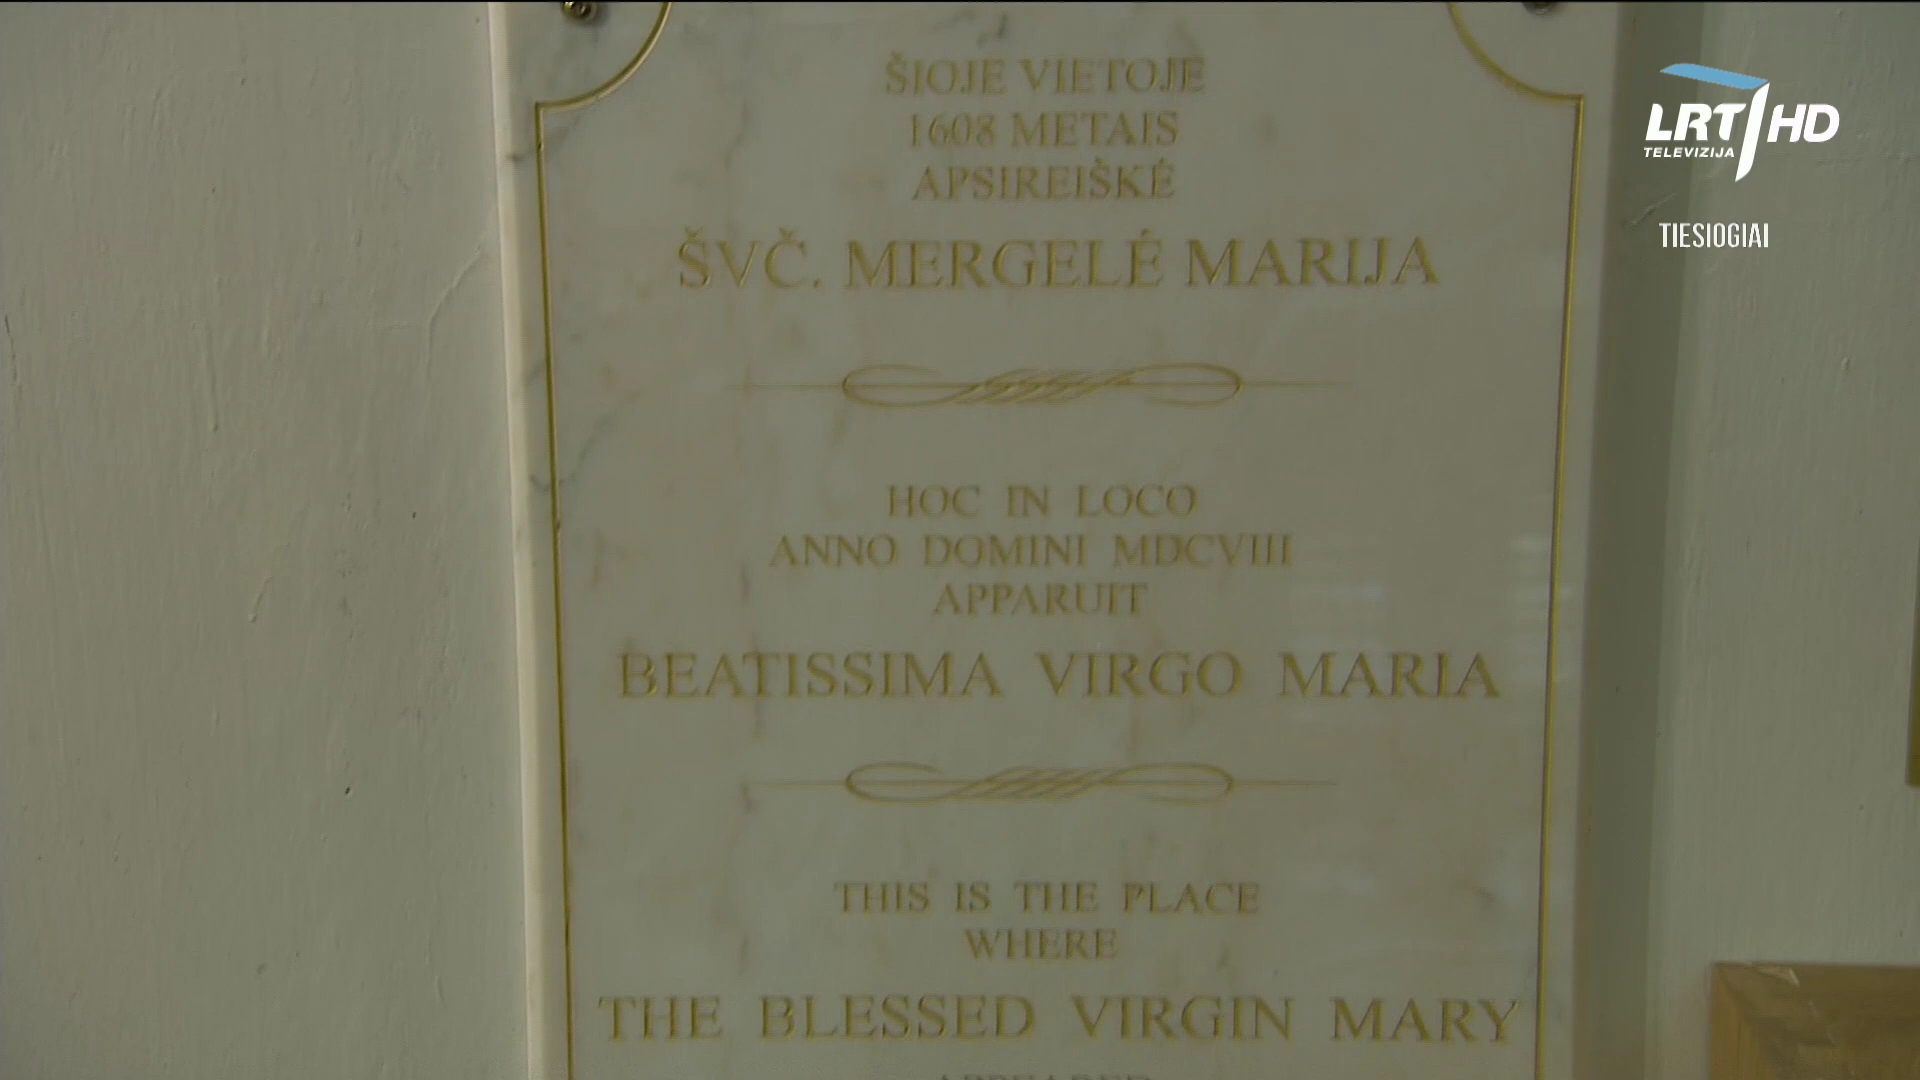 ŠIOJE VIETOJE
1608 METAIS
APSIREIŠKĖ
ŠVČ. MERGELĖ MARIJA
HOC IN LOCO
ANNO DOMINI MDCVIII
APPARUIT
BEATISSIMA VIRGO MARIA
THIS IS THE PLACE
WHERE
THE BLESSED VIRGIN MARY
LRT HD
TELEVIZIJA
TIESIOGIAI